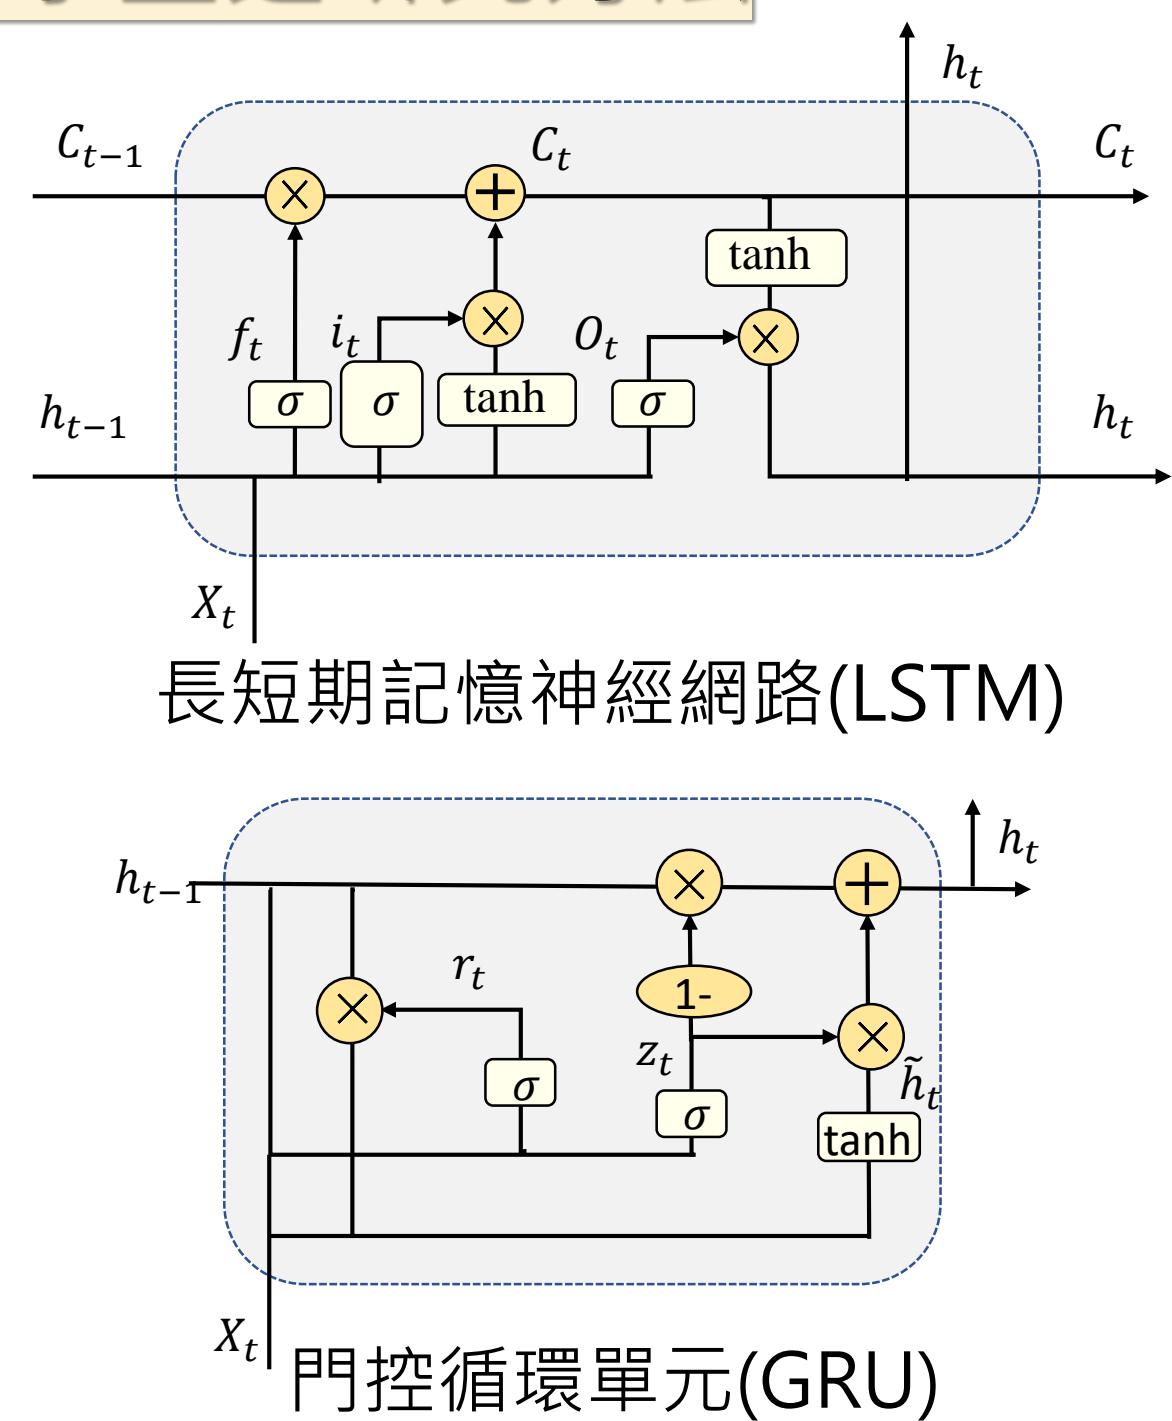 h_t
C_{t-1}
C_t
C_t
tanh
f_t
i_t
O_t
σ
σ
tanh
σ
h_{t-1}
h_t
X_t
長短期記憶神經網路(LSTM)
h_t
h_{t-1}
r_t
1-
z_t
σ
h̃_t
σ
tanh
X_t
門控循環單元(GRU)